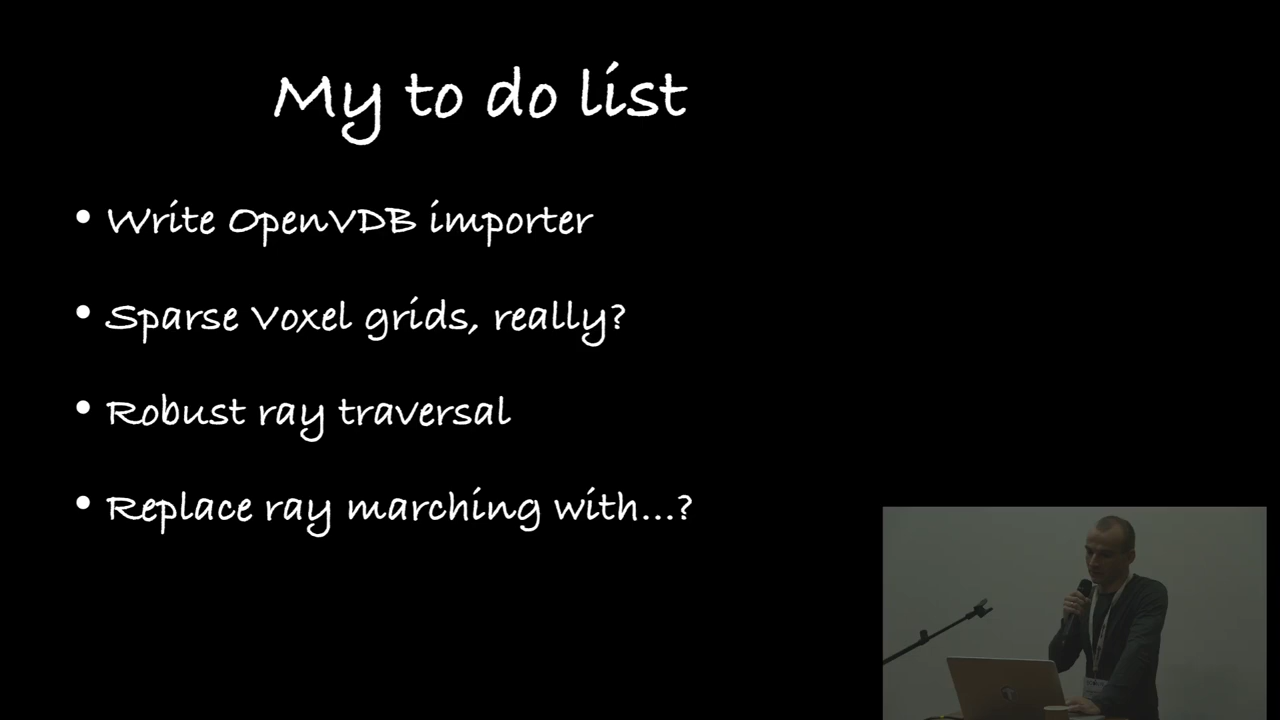 My to do list
• Write OpenVDB importer
• Sparse Voxel grids, really?
• Robust ray traversal
• Replace ray marching with...?